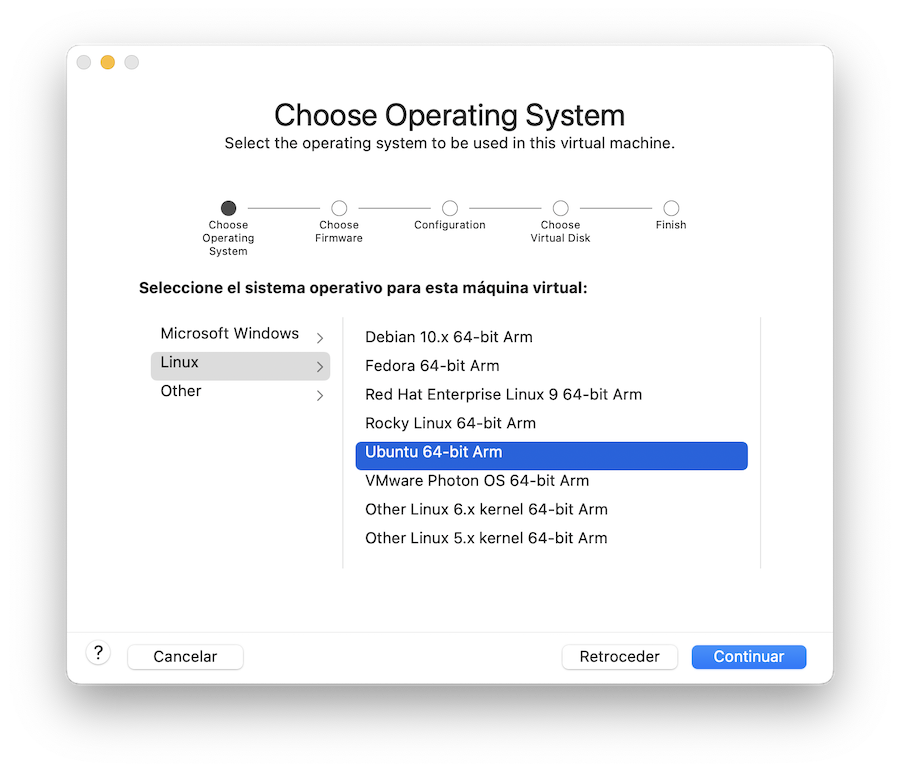 Choose Operating System
Select the operating system to be used in this virtual machine.
Choose
Operating
System
Choose
Firmware
Configuration
Choose
Virtual Disk
Finish
Seleccione el sistema operativo para esta máquina virtual:
Microsoft Windows
Linux
Other
Debian 10.x 64-bit Arm
Fedora 64-bit Arm
Red Hat Enterprise Linux 9 64-bit Arm
Rocky Linux 64-bit Arm
Ubuntu 64-bit Arm
VMware Photon OS 64-bit Arm
Other Linux 6.x kernel 64-bit Arm
Other Linux 5.x kernel 64-bit Arm
?
Cancelar
Retroceder
Continuar